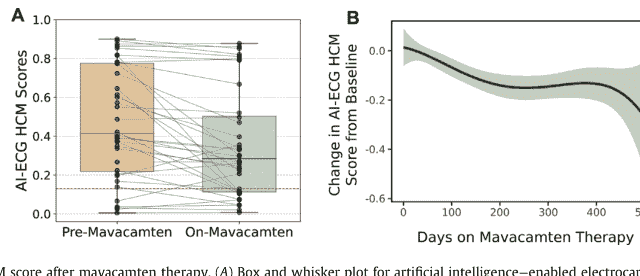 A
AI-ECG HCM Scores
1.0
0.8
0.6
0.4
0.2
0.0
Pre-Mavacamten On-Mavacamten
B
Change in AI-ECG HCM
Score from Baseline
0.0
-0.2
-0.4
-0.6
0 100 200 300 400
Days on Mavacamten Therapy
score after mavacamten therapy. (A) Box and whisker plot for artificial intelligence–enabled